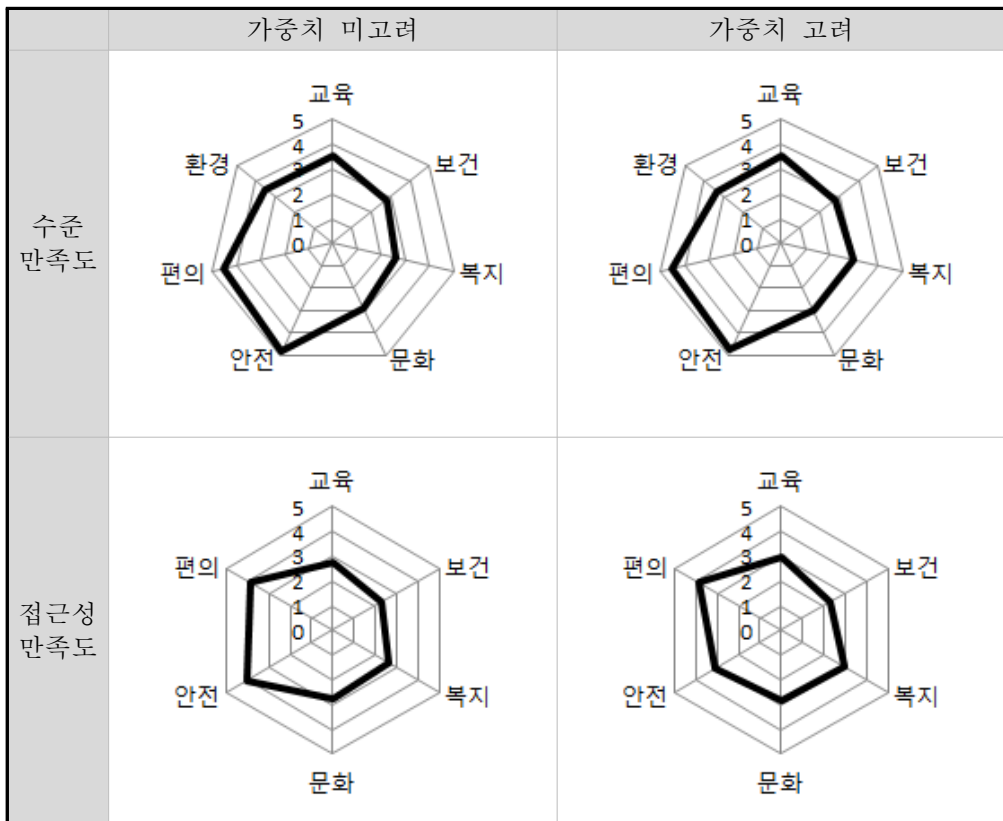 가중치 미고려
가중치 고려
수준
만족도
교육
보건
복지
문화
안전
편의
환경
5
4
3
2
1
0
교육
보건
복지
문화
안전
편의
환경
5
4
3
2
1
0
접근성
만족도
교육
보건
복지
문화
안전
편의
5
4
3
2
1
0
교육
보건
복지
문화
안전
편의
5
4
3
2
1
0